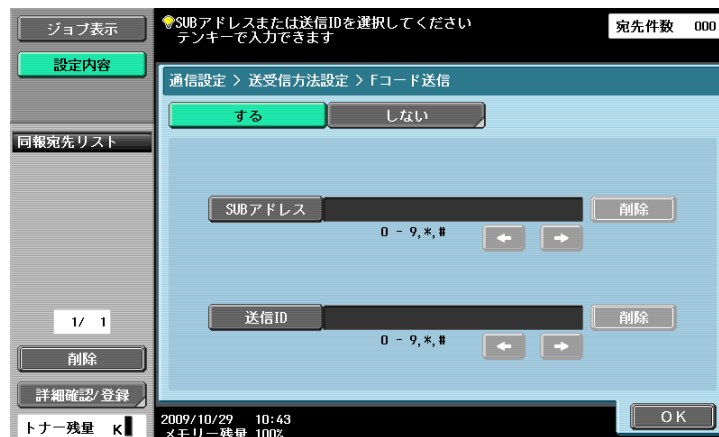 ジョブ表示
設定内容
同報宛先リスト
1/ 1
削除
詳細確認/登録
トナー残量 K
SUBアドレスまたは送信IDを選択してください
テンキーで入力できます
宛先件数 000
通信設定 > 送受信方法設定 > Fコード送信
する
しない
SUBアドレス
削除
0 - 9,*,#
← →
送信ID
削除
0 - 9,*,#
← →
2009/10/29 10:43
メモリー残量 100%
OK